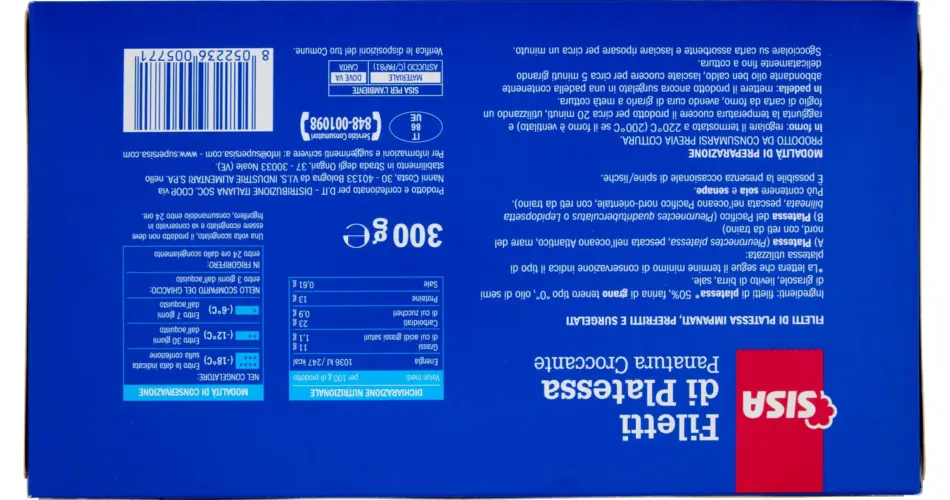 SISA
Filetti
di Platessa
Panatura Croccante
FILETTI DI PLATESSA, IMPANATI, PREFRITTI E SURGELATI
Ingredienti: filetti di platessa* 50%, farina di grano tenero tipo "0", olio di semi
di girasole, lievito di birra, sale.
*La lettera che segue il termine minimo di conservazione indica il tipo di
platessa utilizzata:
A) Platessa (Pleuronectes platessa), pescata nell'oceano Atlantico, mare del
nord, con reti da traino)
B) Platessa del Pacifico (Pleuronectes quadrituberculatus o Lepidopsetta
bilineata, pescata nell'oceano Pacifico nord-orientale, con reti da traino).
Può contenere soia e senape.
È possibile la presenza occasionale di spine/lische.
MODALITÀ DI PREPARAZIONE
PRODOTTO DA CONSUMARSI PREVIA COTTURA.
In forno: regolare il termostato a 220°C (200°C se il forno è ventilato) e
raggiunta la temperatura cuocere il prodotto per circa 20 minuti, utilizzando un
foglio di carta da forno, avendo cura di girarlo a metà cottura.
In padella: mettere il prodotto ancora surgelato in una padella contenente
abbondante olio ben caldo, lasciate cuocere per circa 5 minuti girando
delicatamente fino a cottura.
Sgocciolare su carta assorbente e lasciare riposare per circa un minuto.
DICHIARAZIONE NUTRIZIONALE
Valori medi per 100 g di prodotto
Energia 1036 kJ / 247 kcal
Grassi 11 g
di cui acidi grassi saturi 1,1 g
Carboidrati 23 g
di cui zuccheri 0,9 g
Proteine 13 g
Sale 0,61 g
300 g e
MODALITÀ DI CONSERVAZIONE
NEL CONGELATORE:
**** (-18°C) Entro la data indicata
sulla confezione
** (-12°C) Entro 30 giorni
dall'acquisto
* (-6°C) Entro 7 giorni
dall'acquisto
NELLO SCOMPARTO DEL GHIACCIO:
entro 3 giorni dall'acquisto
IN FRIGORIFERO:
entro 24 ore dallo scongelamento
Una volta scongelato, il prodotto non deve
essere ricongelato e va conservato in
frigorifero, consumandolo entro 24 ore.
Prodotto e confezionato per D.IT - DISTRIBUZIONE ITALIANA SOC. COOP. via
Nanni Costa, 30 - 40133 Bologna da V.I.S. INDUSTRIE ALIMENTARI S.P.A. nello
stabilimento in Strada degli Ongari, 37 - 30033 Noale (VE).
Per informazioni e suggerimenti scrivere a: info@supersisa.com - www.supersisa.com
IT
86
UE
Servizio Consumatori
848-001098
SISA PER L'AMBIENTE
MATERIALE DOVE VA
ASTUCCIO (C/PAP81) CARTA
Verifica le disposizioni del tuo Comune.
8 052236 005771